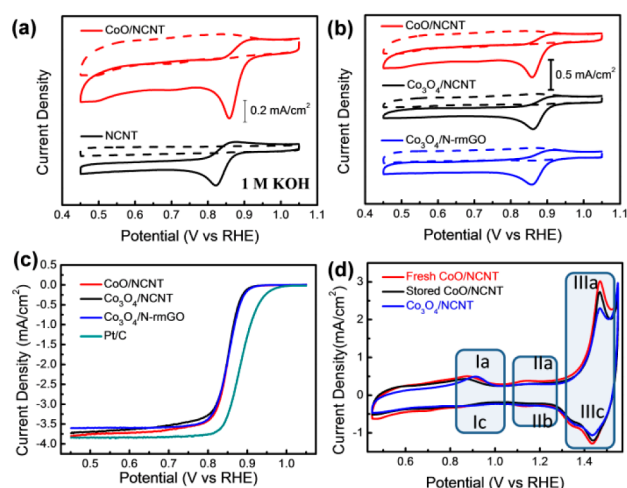 (a)
CoO/NCNT
0.2 mA/cm²
NCNT
1 M KOH
Current Density
0.4 0.5 0.6 0.7 0.8 0.9 1.0 1.1
Potential (V vs RHE)
(b)
CoO/NCNT
0.5 mA/cm²
Co₃O₄/NCNT
Co₃O₄/N-rmGO
Current Density
0.4 0.5 0.6 0.7 0.8 0.9 1.0 1.1
Potential (V vs RHE)
(c)
CoO/NCNT
Co₃O₄/NCNT
Co₃O₄/N-rmGO
Pt/C
Current Density (mA/cm²)
0.5
0.0
-0.5
-1.0
-1.5
-2.0
-2.5
-3.0
-3.5
-4.0
-4.5
0.5 0.6 0.7 0.8 0.9 1.0
Potential (V vs RHE)
(d)
Fresh CoO/NCNT
Stored CoO/NCNT
Co₃O₄/NCNT
IIIa
Ia
IIa
Ic
IIb
IIIc
Current Density(mA/cm²)
3
2
1
0
-1
0.6 0.8 1.0 1.2 1.4
Potential (V vs RHE)